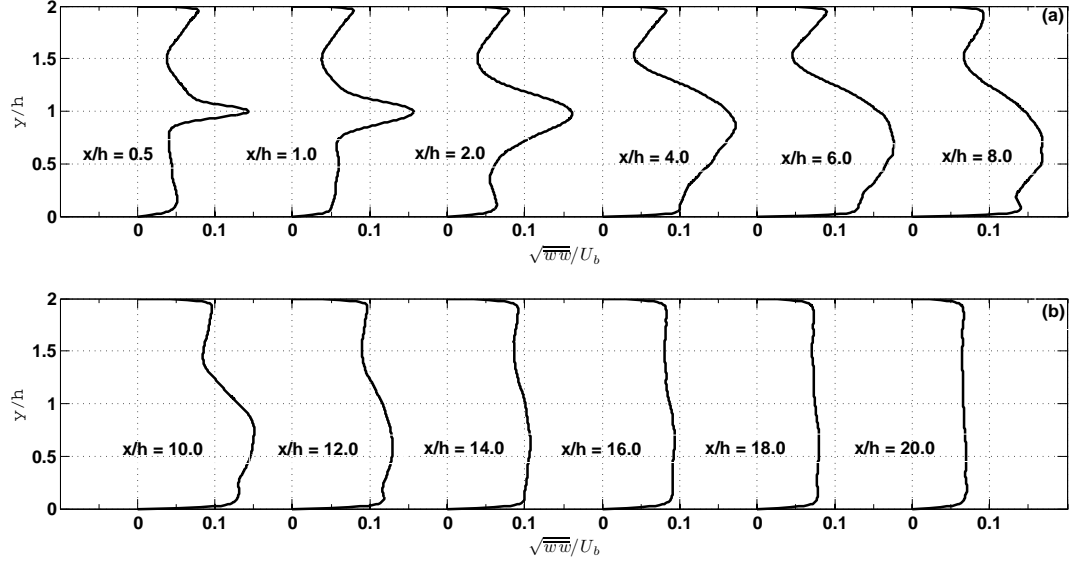 2
(a)
1.5
y/h
1
x/h = 0.5
x/h = 1.0
x/h = 2.0
x/h = 4.0
x/h = 6.0
x/h = 8.0
0.5
0
0 0.1 0 0.1 0 0.1 0 0.1 0 0.1 0 0.1
√w w/U_b
2
(b)
1.5
y/h
1
x/h = 10.0
x/h = 12.0
x/h = 14.0
x/h = 16.0
x/h = 18.0
x/h = 20.0
0.5
0
0 0.1 0 0.1 0 0.1 0 0.1 0 0.1 0 0.1
√w w/U_b